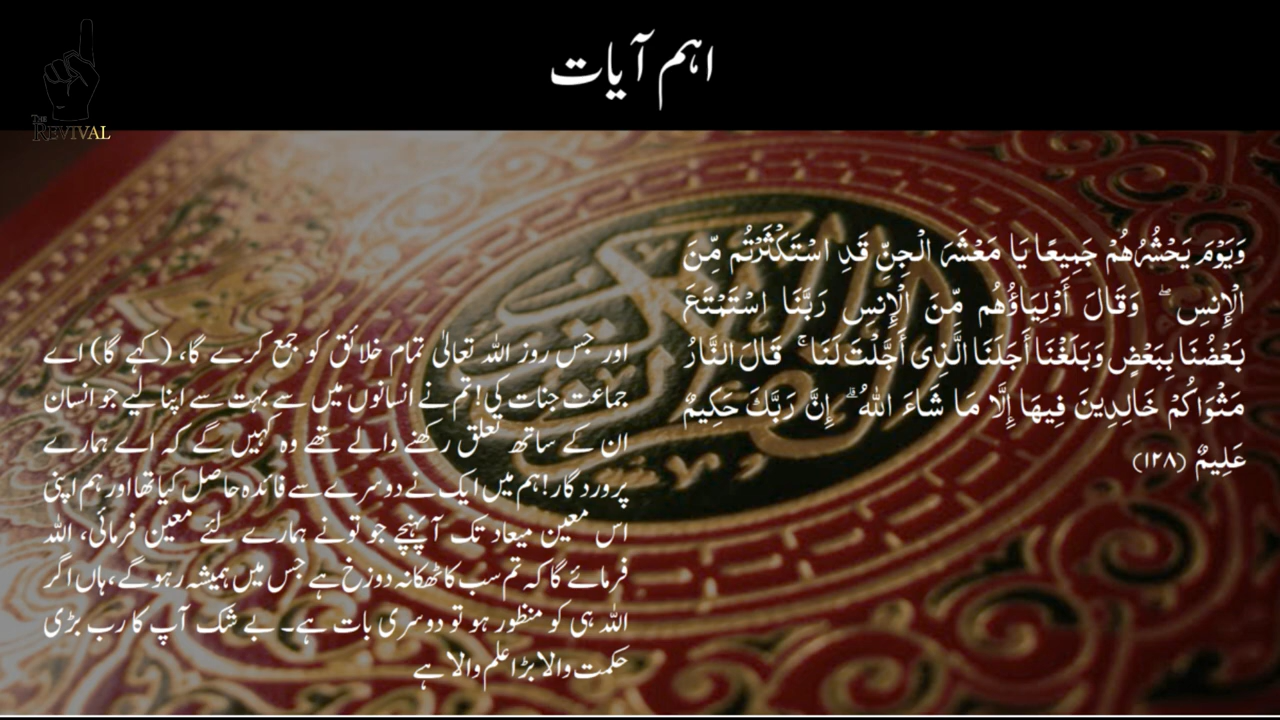 اہم آیات
THE
REVIVAL
وَيَوْمَ يَحْشُرُهُمْ جَمِيعًا يَا مَعْشَرَ الْجِنِّ قَدِ اسْتَكْثَرْتُم مِّنَ
الْإِنسِ ۖ وَقَالَ أَوْلِيَاؤُهُم مِّنَ الْإِنسِ رَبَّنَا اسْتَمْتَعَ
بَعْضُنَا بِبَعْضٍ وَبَلَغْنَا أَجَلَنَا الَّذِي أَجَّلْتَ لَنَا ۚ قَالَ النَّارُ
مَثْوَاكُمْ خَالِدِينَ فِيهَا إِلَّا مَا شَاءَ اللَّهُ ۗ إِنَّ رَبَّكَ حَكِيمٌ
عَلِيمٌ ‎(١٢٨)
اور جس روز اللہ تعالیٰ تمام خلائق کو جمع کرے گا، (کہے گا) اے
جماعت جنات کی! تم نے انسانوں میں سے بہت سے اپنا لیے جو انسان
ان کے ساتھ تعلق رکھنے والے تھے وہ کہیں گے کہ اے ہمارے
پروردگار! ہم میں ایک نے دوسرے سے فائدہ حاصل کیا تھا اور ہم اپنی
اس معین میعاد تک آپہنچے جو تونے ہمارے لئے معین فرمائی، اللہ
فرمائے گا کہ تم سب کا ٹھکانہ دوزخ ہے جس میں ہمیشہ رہو گے، ہاں اگر
اللہ ہی کو منظور ہو تو دوسری بات ہے۔ بے شک آپ کا رب بڑی
حکمت والا بڑا علم والا ہے